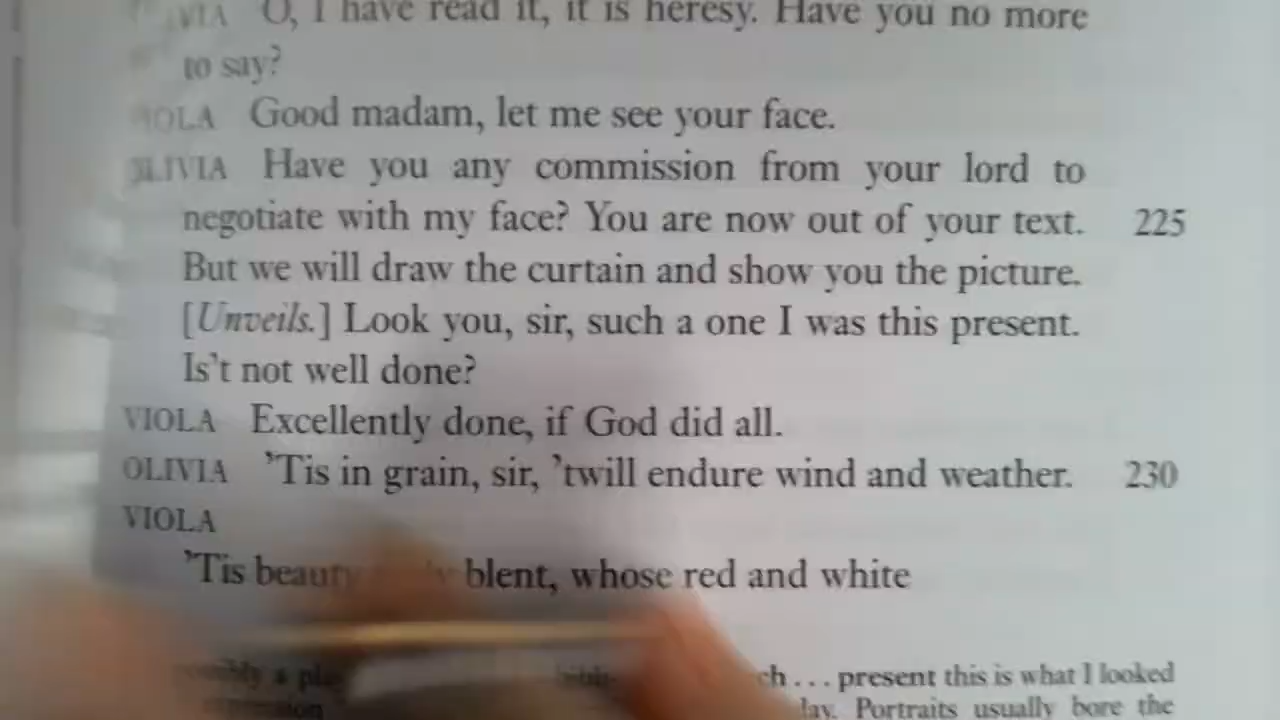 O, I have read it, it is heresy. Have you no more
to say?
VIOLA Good madam, let me see your face.
OLIVIA Have you any commission from your lord to
negotiate with my face? You are now out of your text. 225
But we will draw the curtain and show you the picture.
[Unveils.] Look you, sir, such a one I was this present.
Is't not well done?
VIOLA Excellently done, if God did all.
OLIVIA 'Tis in grain, sir, 'twill endure wind and weather. 230
VIOLA
'Tis beauty blent, whose red and white
a ... present this is what I looked
Portraits usually bore the